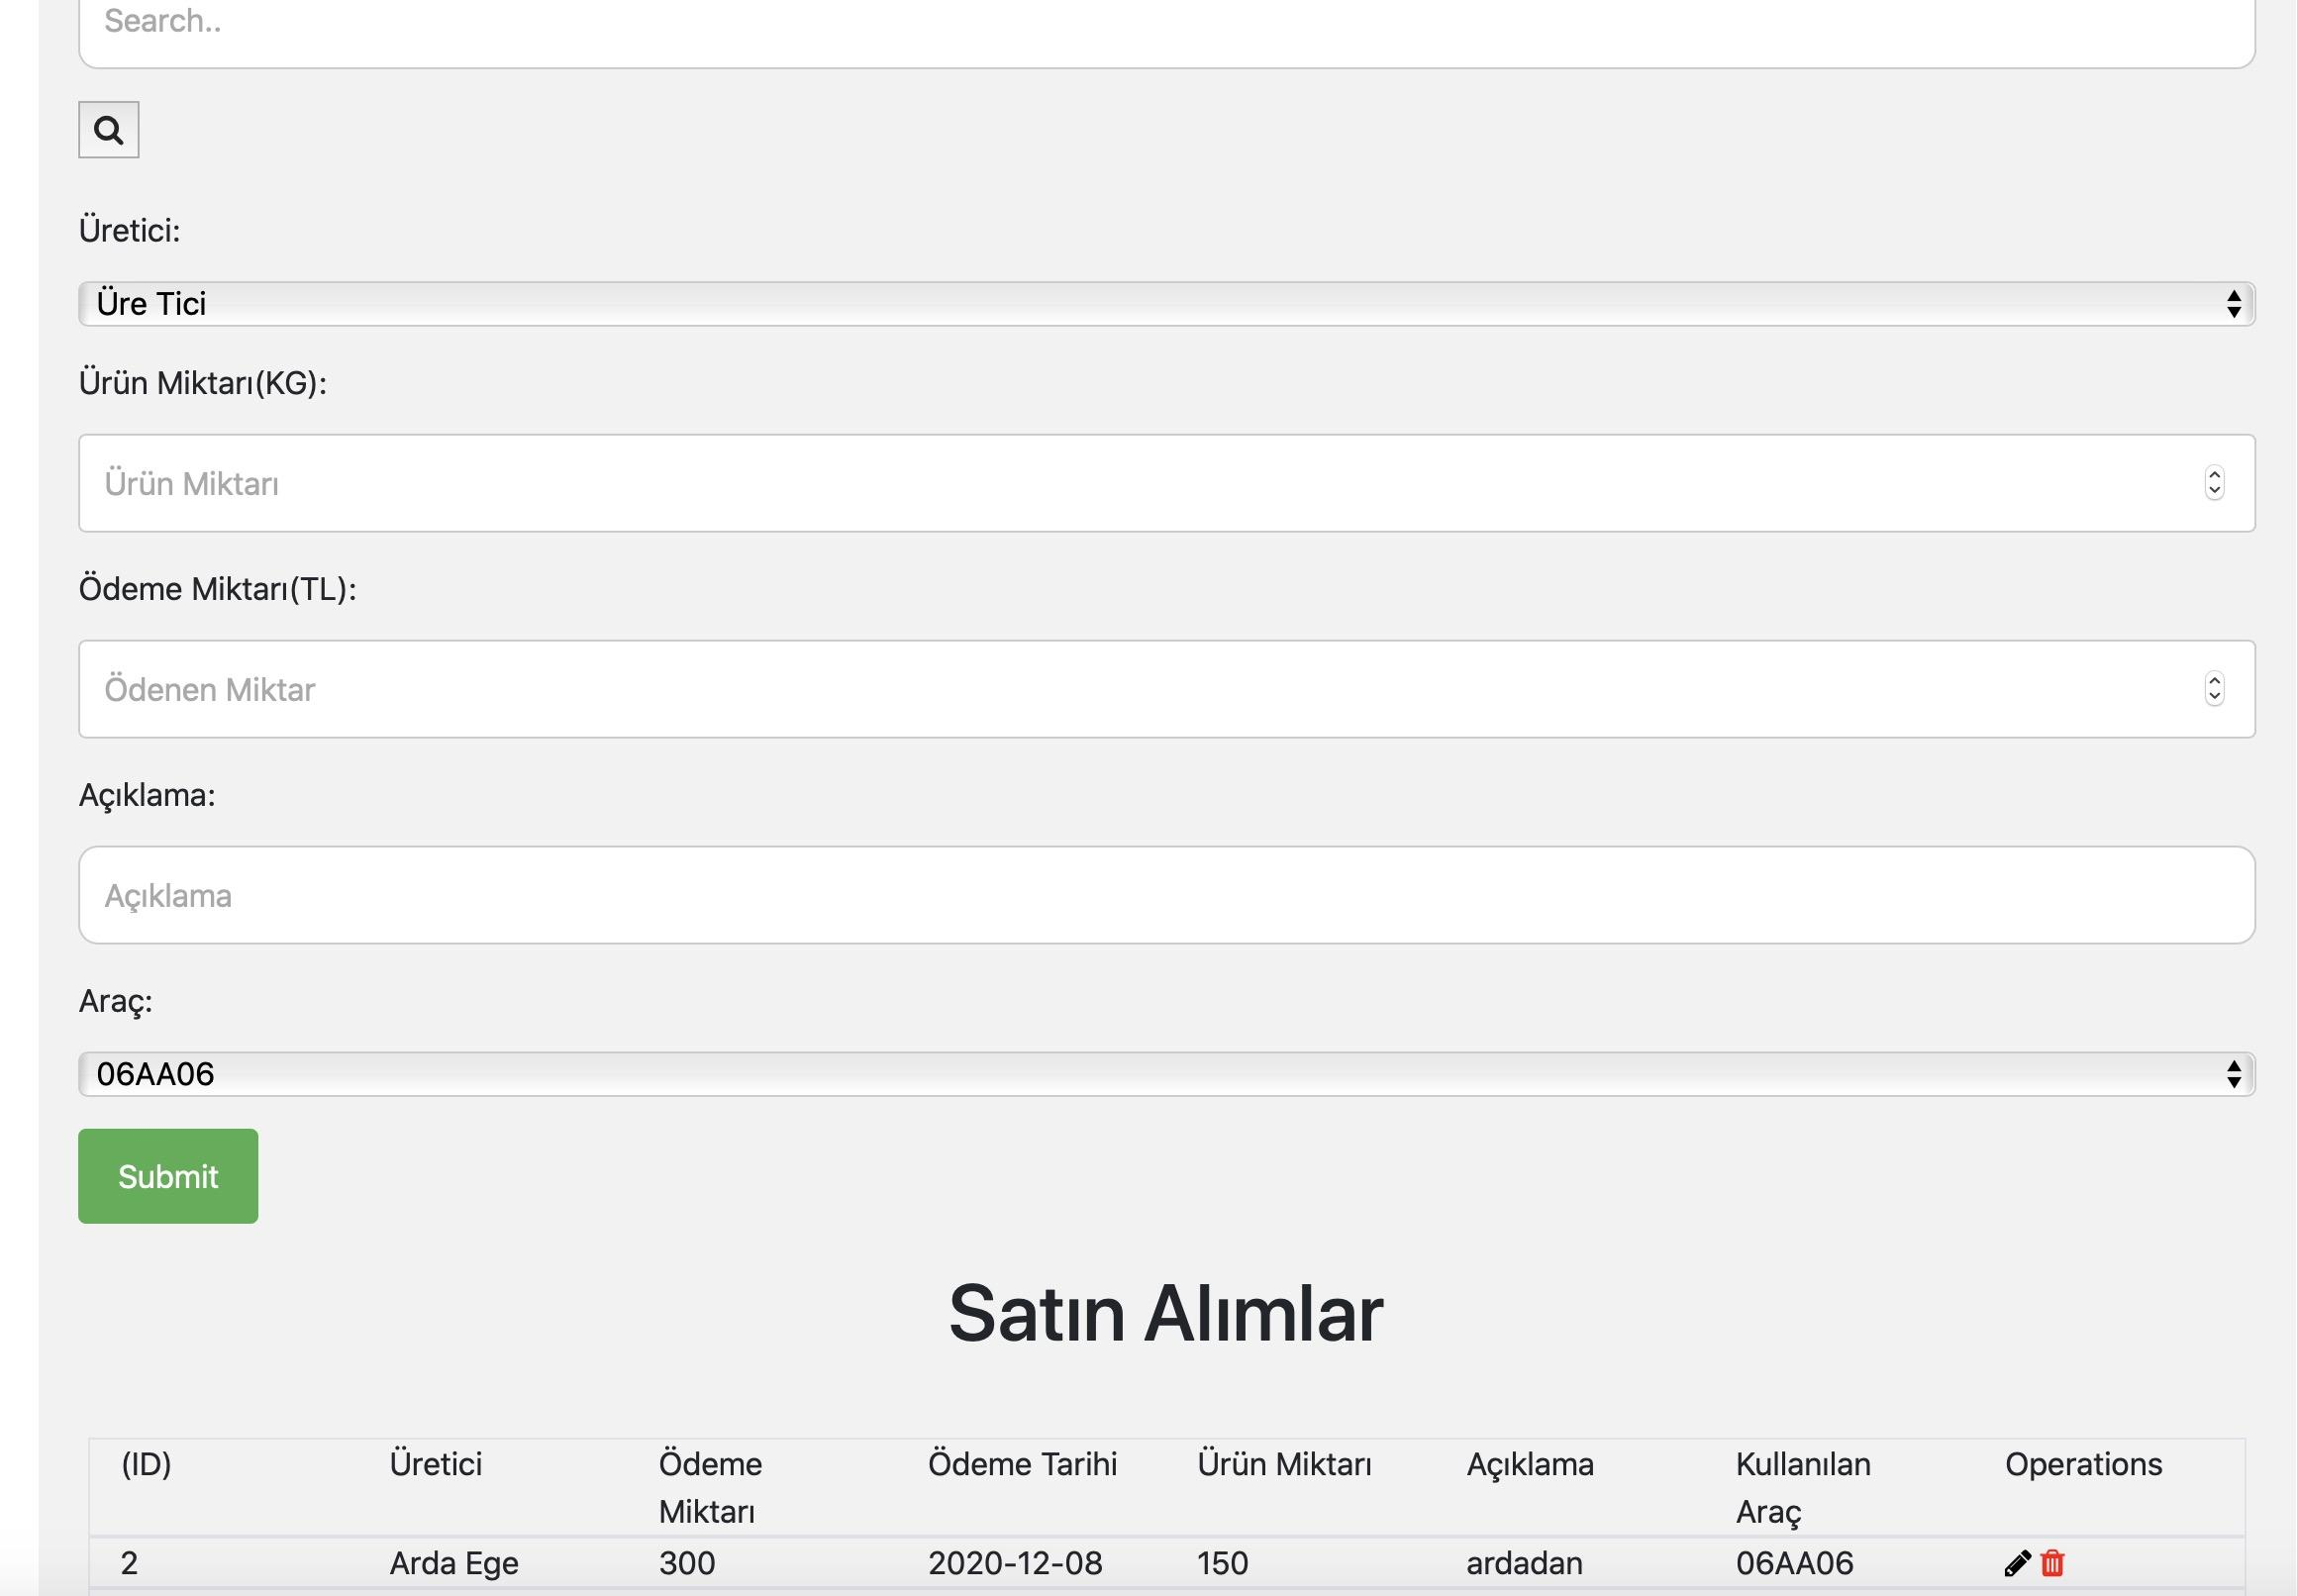 Search..
Üretici:
Üre Tici
Ürün Miktarı(KG):
Ürün Miktarı
Ödeme Miktarı(TL):
Ödenen Miktar
Açıklama:
Açıklama
Araç:
06AA06
Submit
Satın Alımlar
(ID) Üretici Ödeme Miktarı Ödeme Tarihi Ürün Miktarı Açıklama Kullanılan Araç Operations
2 Arda Ege 300 2020-12-08 150 ardadan 06AA06